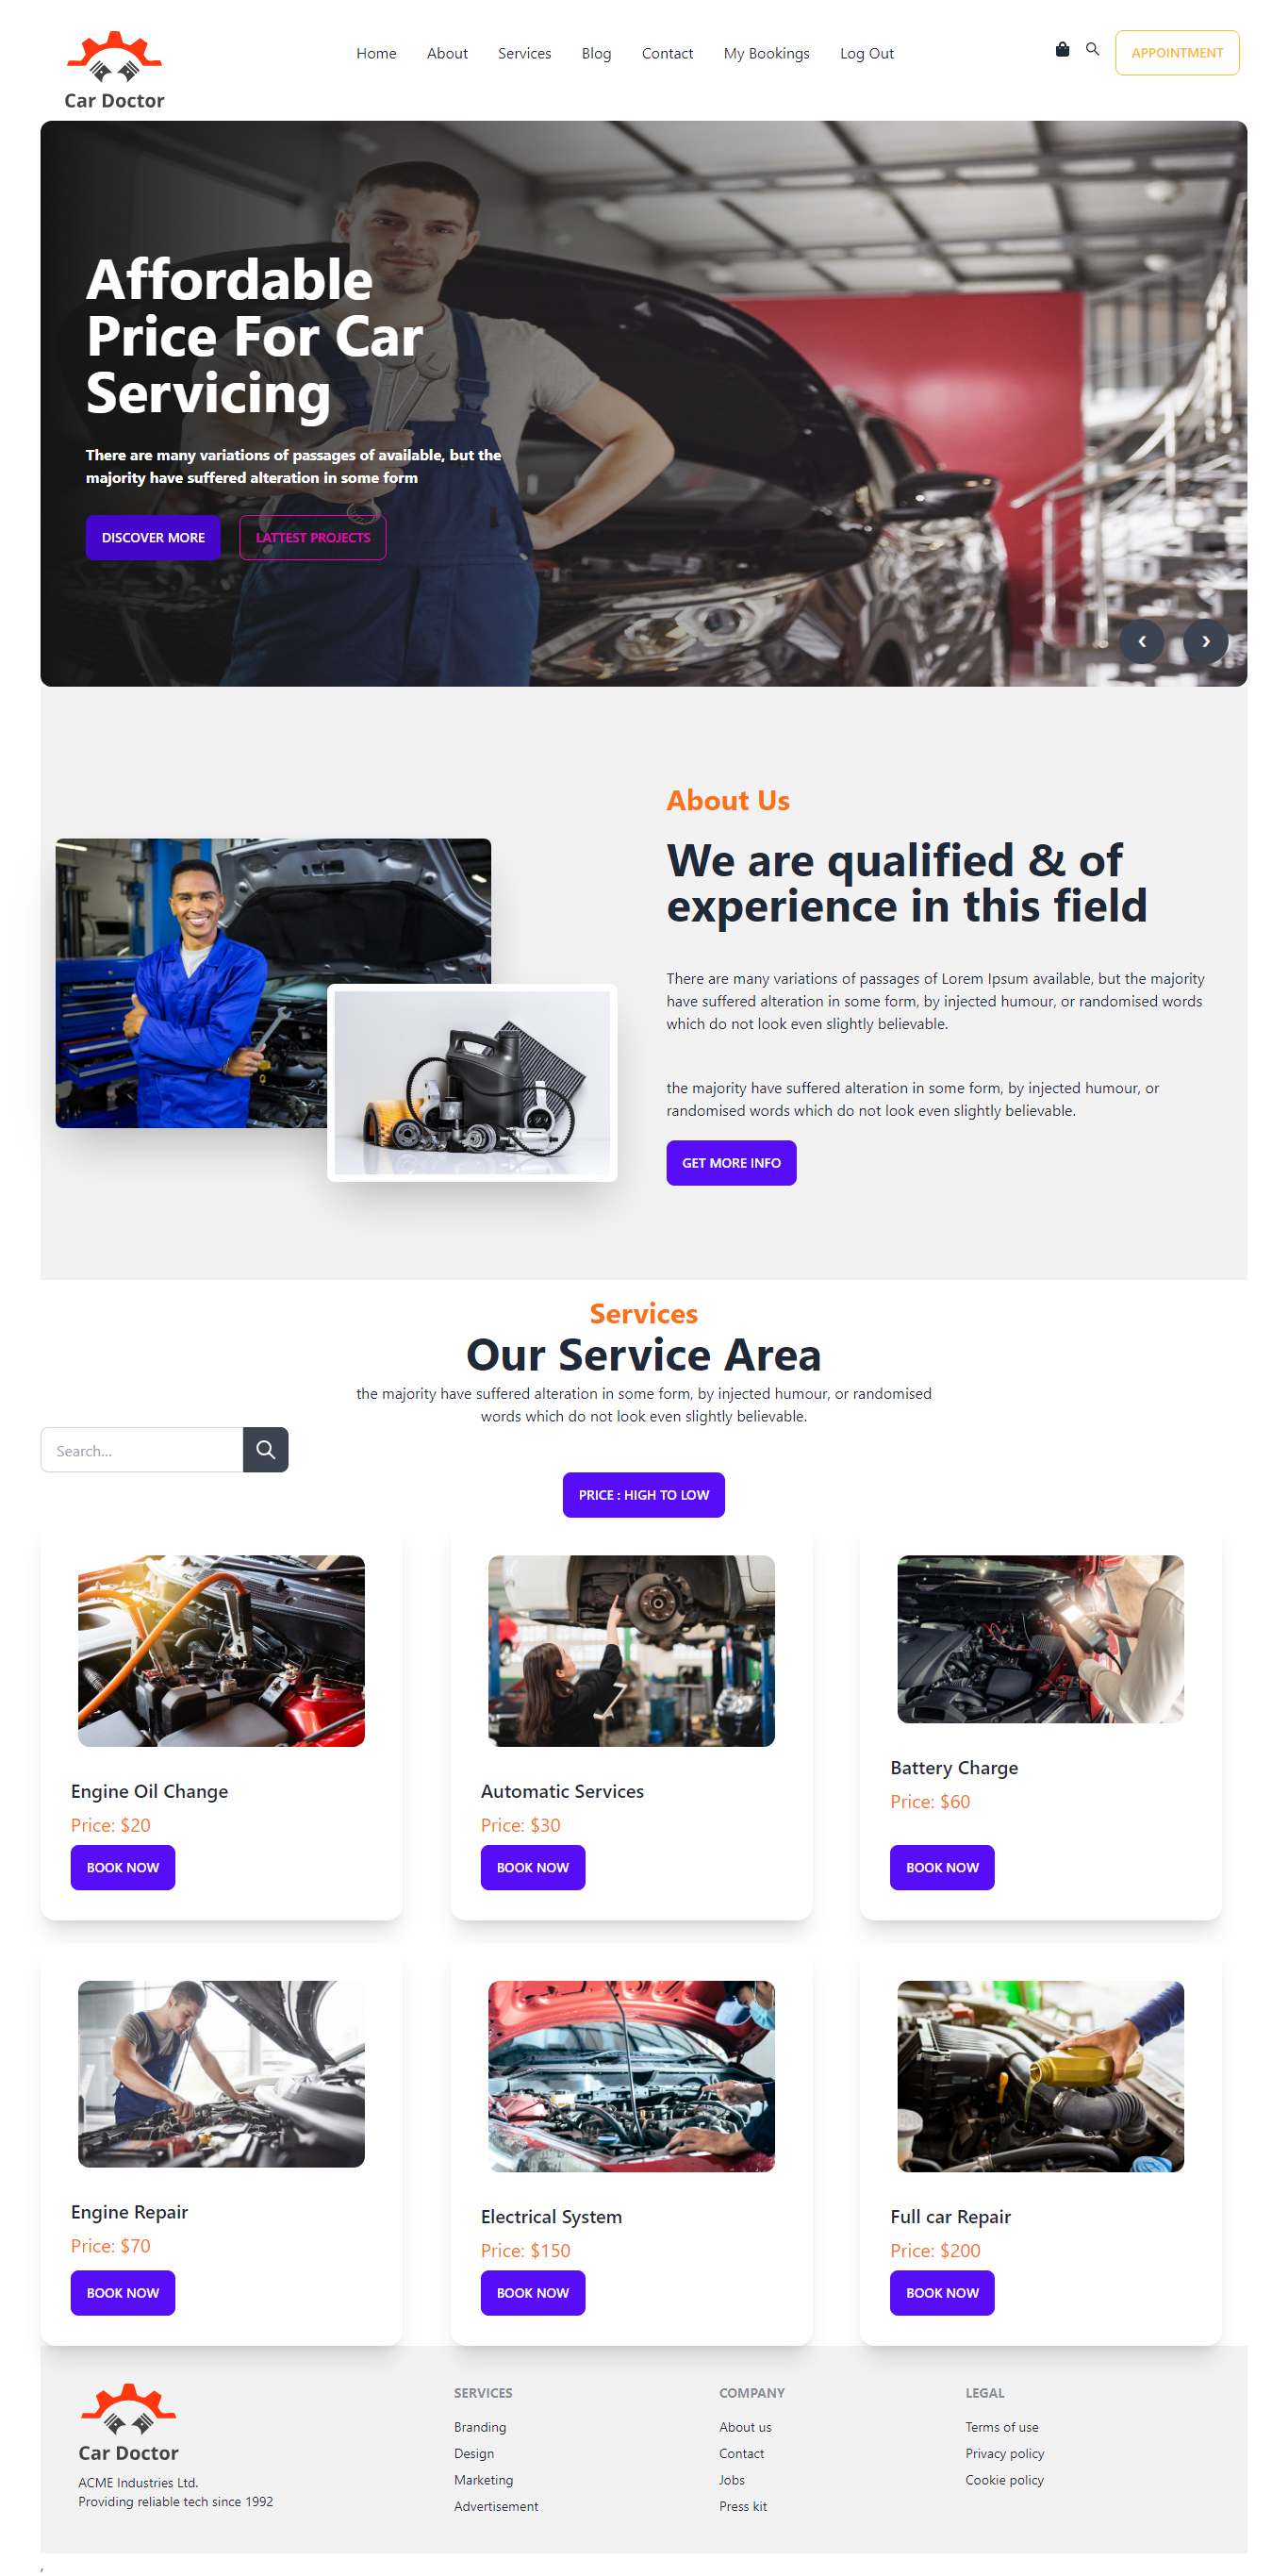 Car Doctor
Home About Services Blog Contact My Bookings Log Out
APPOINTMENT
Affordable
Price For Car
Servicing
There are many variations of passages of available, but the
majority have suffered alteration in some form
DISCOVER MORE
LATTEST PROJECTS
❮ ❯
About Us
We are qualified & of
experience in this field
There are many variations of passages of Lorem Ipsum available, but the majority
have suffered alteration in some form, by injected humour, or randomised words
which do not look even slightly believable.
the majority have suffered alteration in some form, by injected humour, or
randomised words which do not look even slightly believable.
GET MORE INFO
Services
Our Service Area
the majority have suffered alteration in some form, by injected humour, or randomised
words which do not look even slightly believable.
Search...
PRICE : HIGH TO LOW
Engine Oil Change
Price: $20
BOOK NOW
Automatic Services
Price: $30
BOOK NOW
Battery Charge
Price: $60
BOOK NOW
Engine Repair
Price: $70
BOOK NOW
Electrical System
Price: $150
BOOK NOW
Full car Repair
Price: $200
BOOK NOW
Car Doctor
ACME Industries Ltd.
Providing reliable tech since 1992
SERVICES
Branding
Design
Marketing
Advertisement
COMPANY
About us
Contact
Jobs
Press kit
LEGAL
Terms of use
Privacy policy
Cookie policy
,